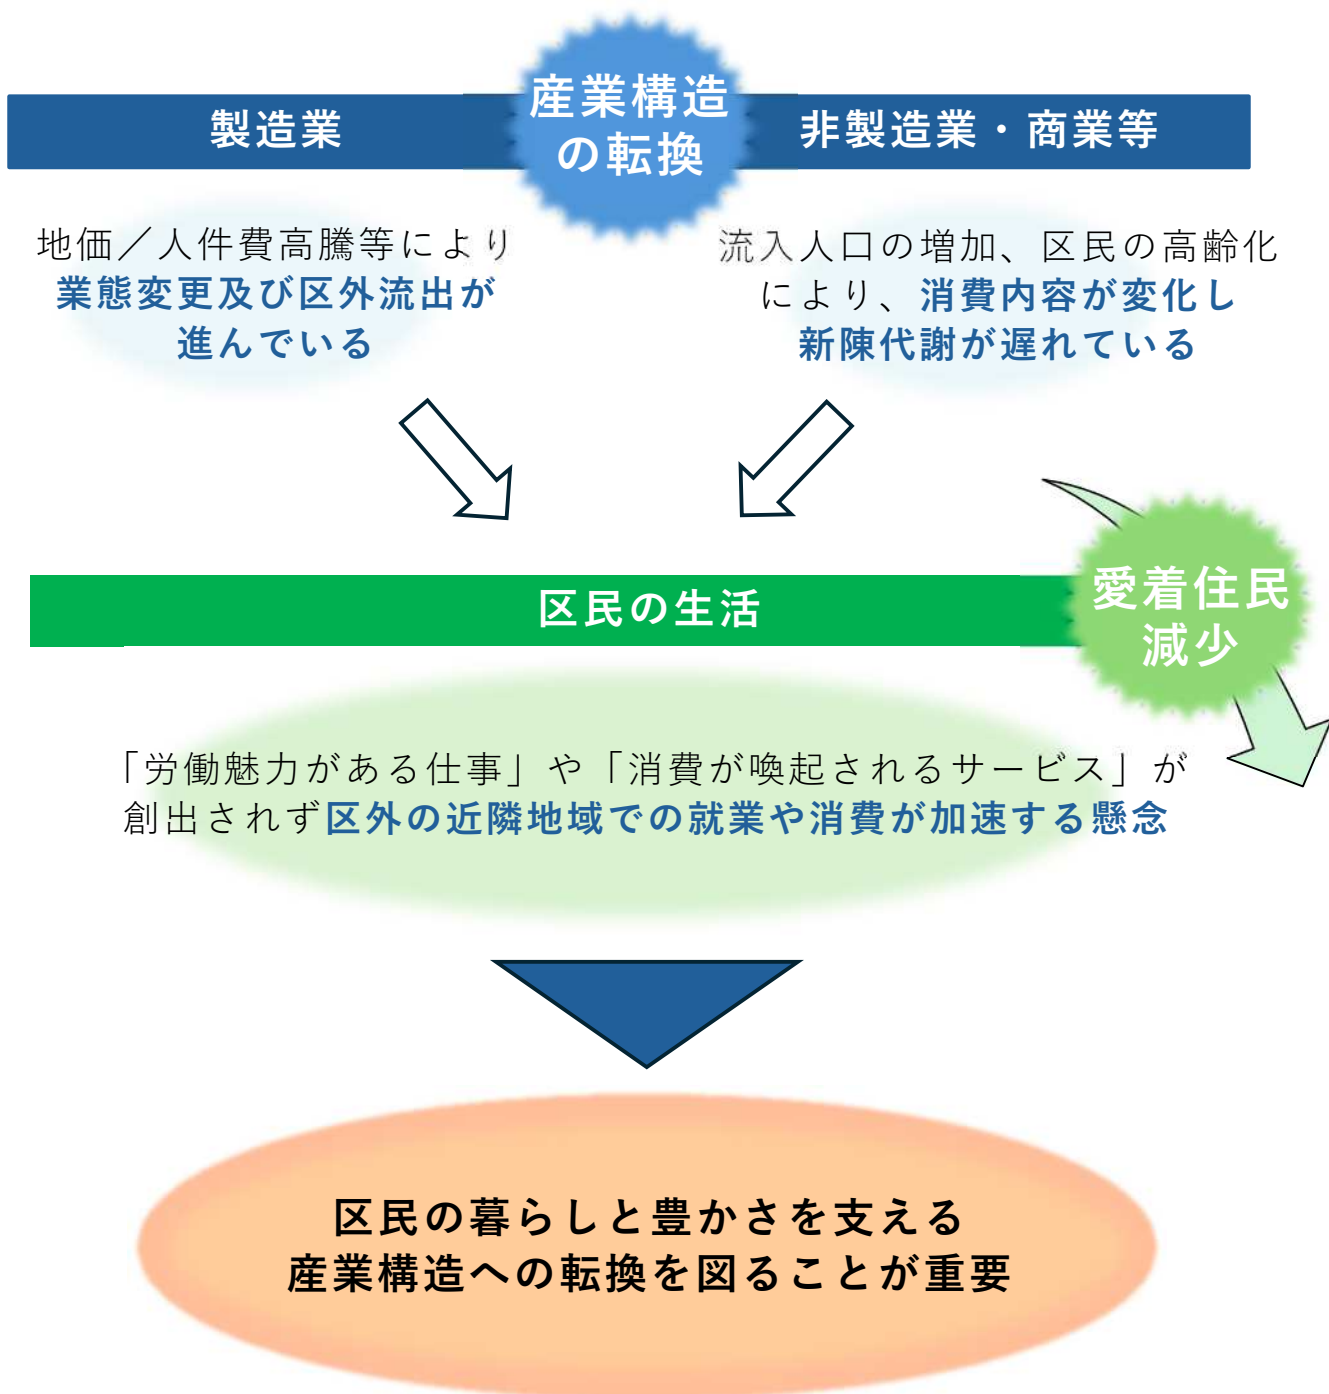 産業構造
の転換
製造業
非製造業・商業等
地価／人件費高騰等により
業態変更及び区外流出が
進んでいる
流入人口の増加、区民の高齢化
により、消費内容が変化し
新陳代謝が遅れている
区民の生活
愛着住民
減少
「労働魅力がある仕事」や「消費が喚起されるサービス」が
創出されず区外の近隣地域での就業や消費が加速する懸念
区民の暮らしと豊かさを支える
産業構造への転換を図ることが重要